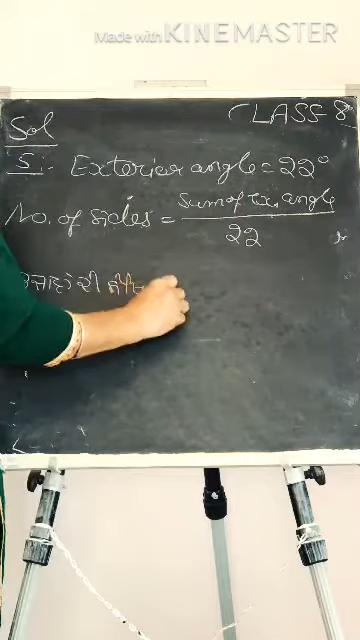 Made with KINEMASTER
CLASS 8
Sol
5:- Exterior angle = 22°
No. of sides = Sum of Ex. angle
22